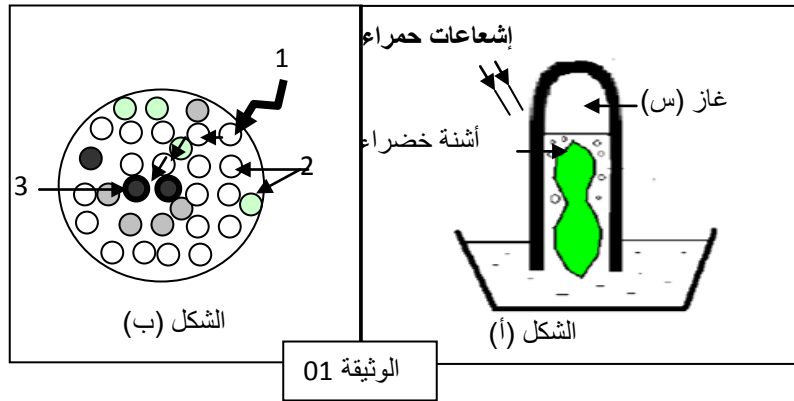 إشعاعات حمراء
غاز (س)
أشنة خضراء
الشكل (أ)
1
2
3
الشكل (ب)
الوثيقة 01